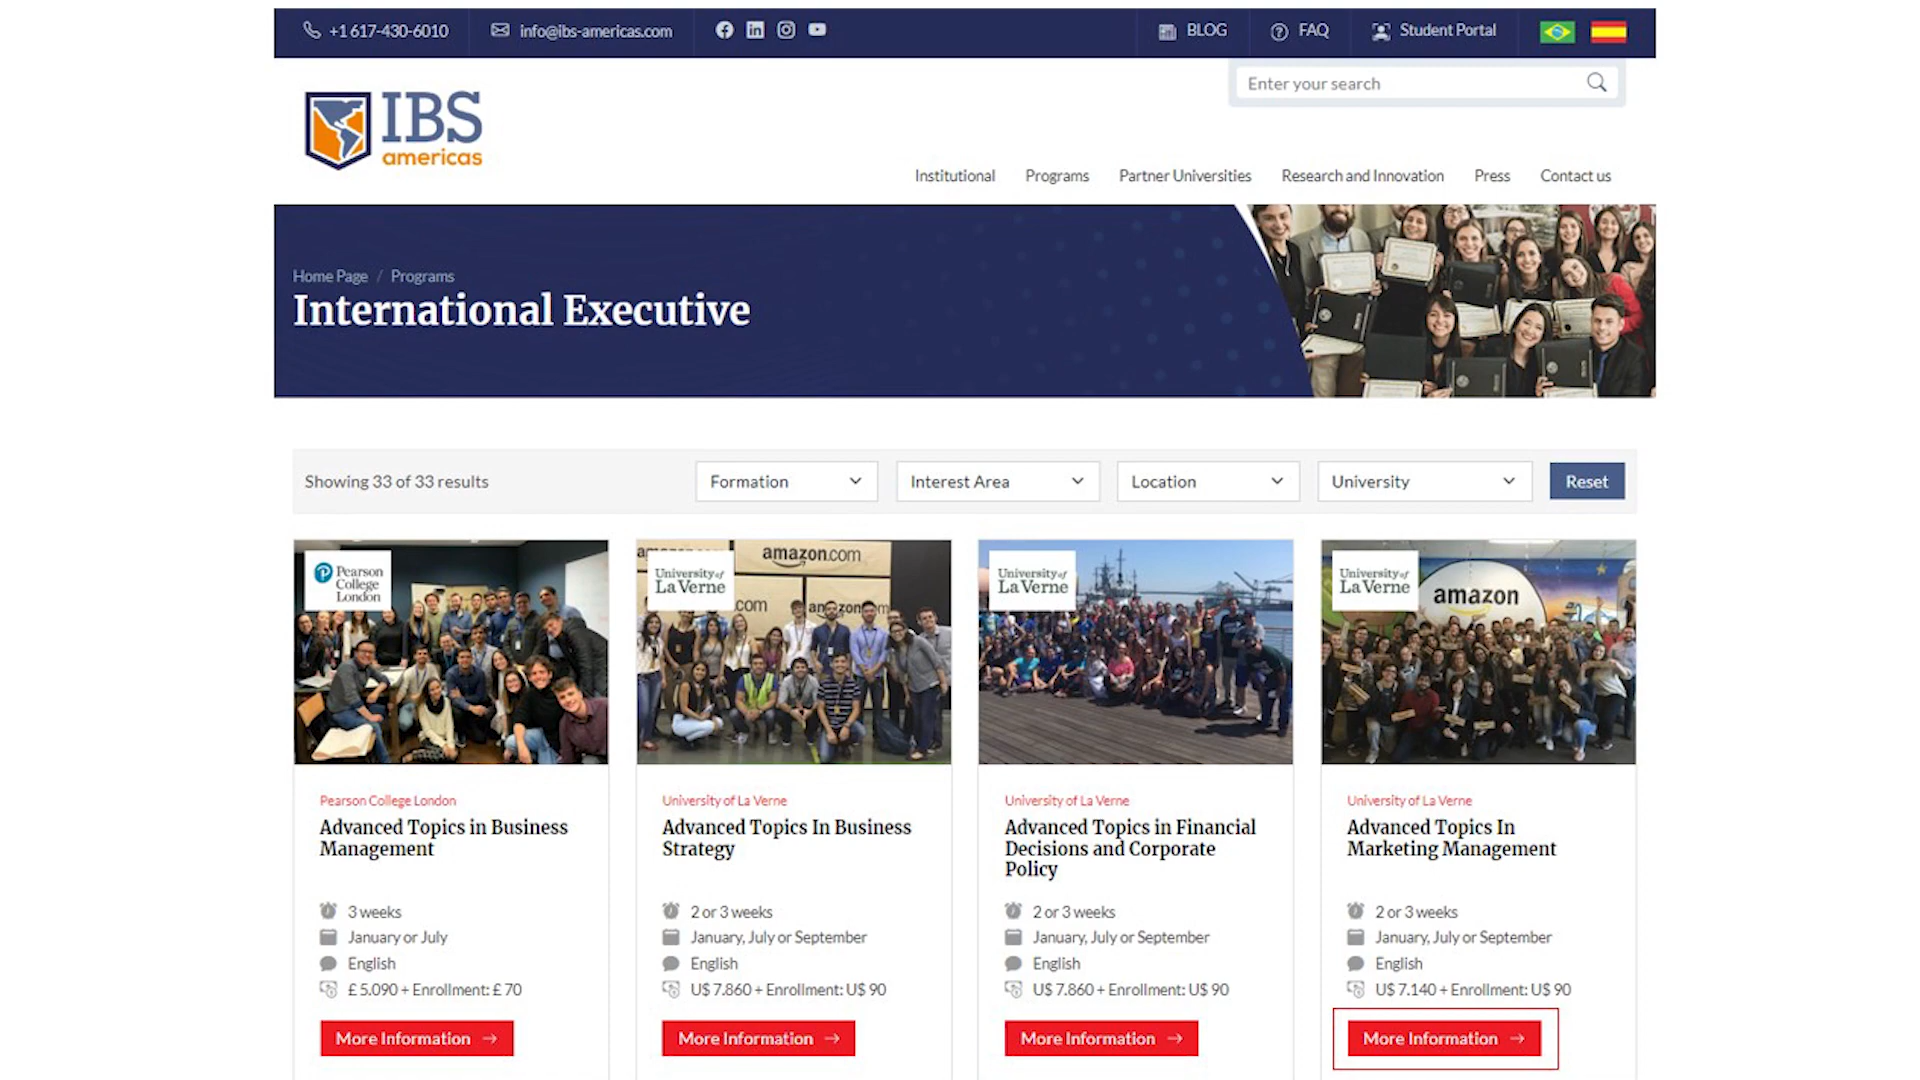 +1 617-430-6010 info@ibs-americas.com BLOG FAQ Student Portal
Enter your search
IBS
americas
Institutional Programs Partner Universities Research and Innovation Press Contact us
Home Page / Programs
International Executive
Showing 33 of 33 results Formation Interest Area Location University Reset
Pearson
College
London
amazon.com
University of
La Verne
.com
University of
La Verne
University of
La Verne
amazon
Pearson College London
Advanced Topics in Business
Management
3 weeks
January or July
English
£ 5.090 + Enrollment: £ 70
More Information →
University of La Verne
Advanced Topics In Business
Strategy
2 or 3 weeks
January, July or September
English
U$ 7.860 + Enrollment: U$ 90
More Information →
University of La Verne
Advanced Topics in Financial
Decisions and Corporate
Policy
2 or 3 weeks
January, July or September
English
U$ 7.860 + Enrollment: U$ 90
More Information →
University of La Verne
Advanced Topics In
Marketing Management
2 or 3 weeks
January, July or September
English
U$ 7.140 + Enrollment: U$ 90
More Information →